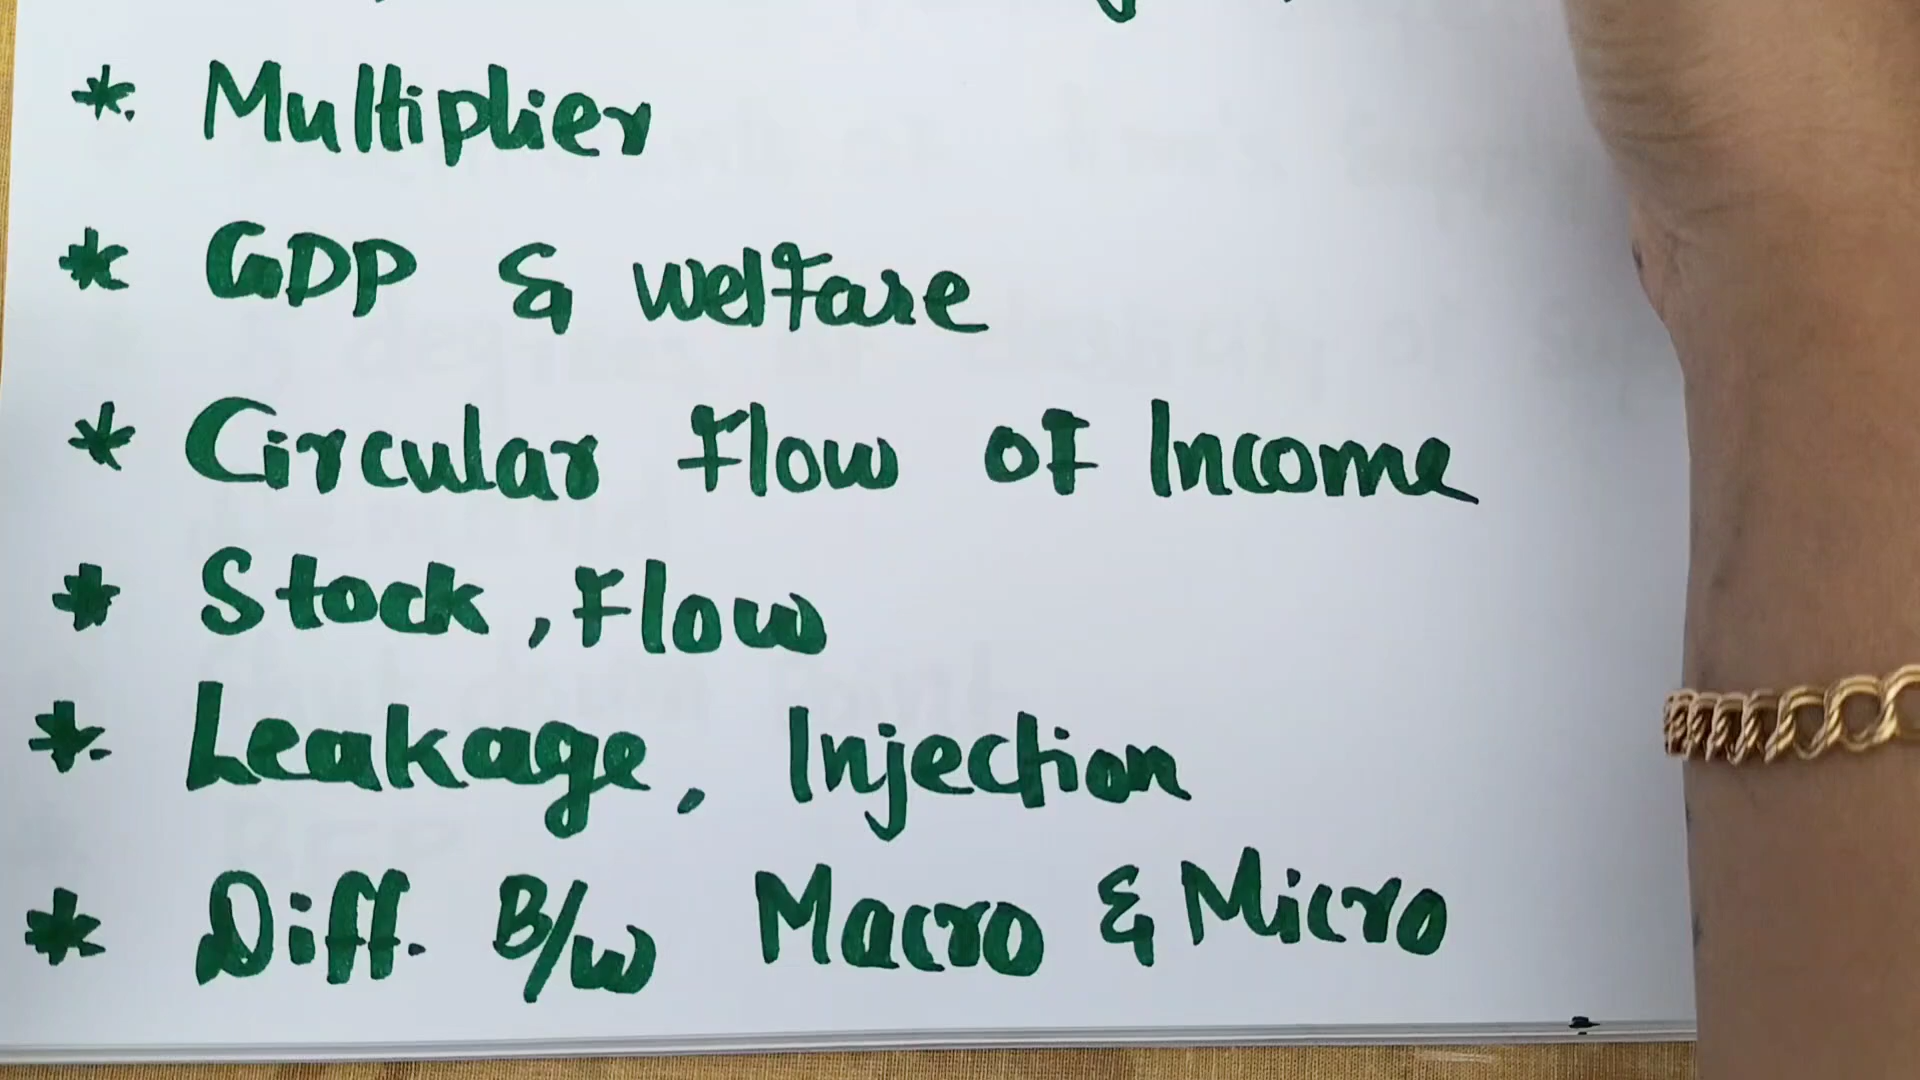 *. Multiplier
* GDP & welfare
* Circular Flow of Income
* Stock, Flow
*. Leakage, Injection
* Diff. B/w Macro & Micro